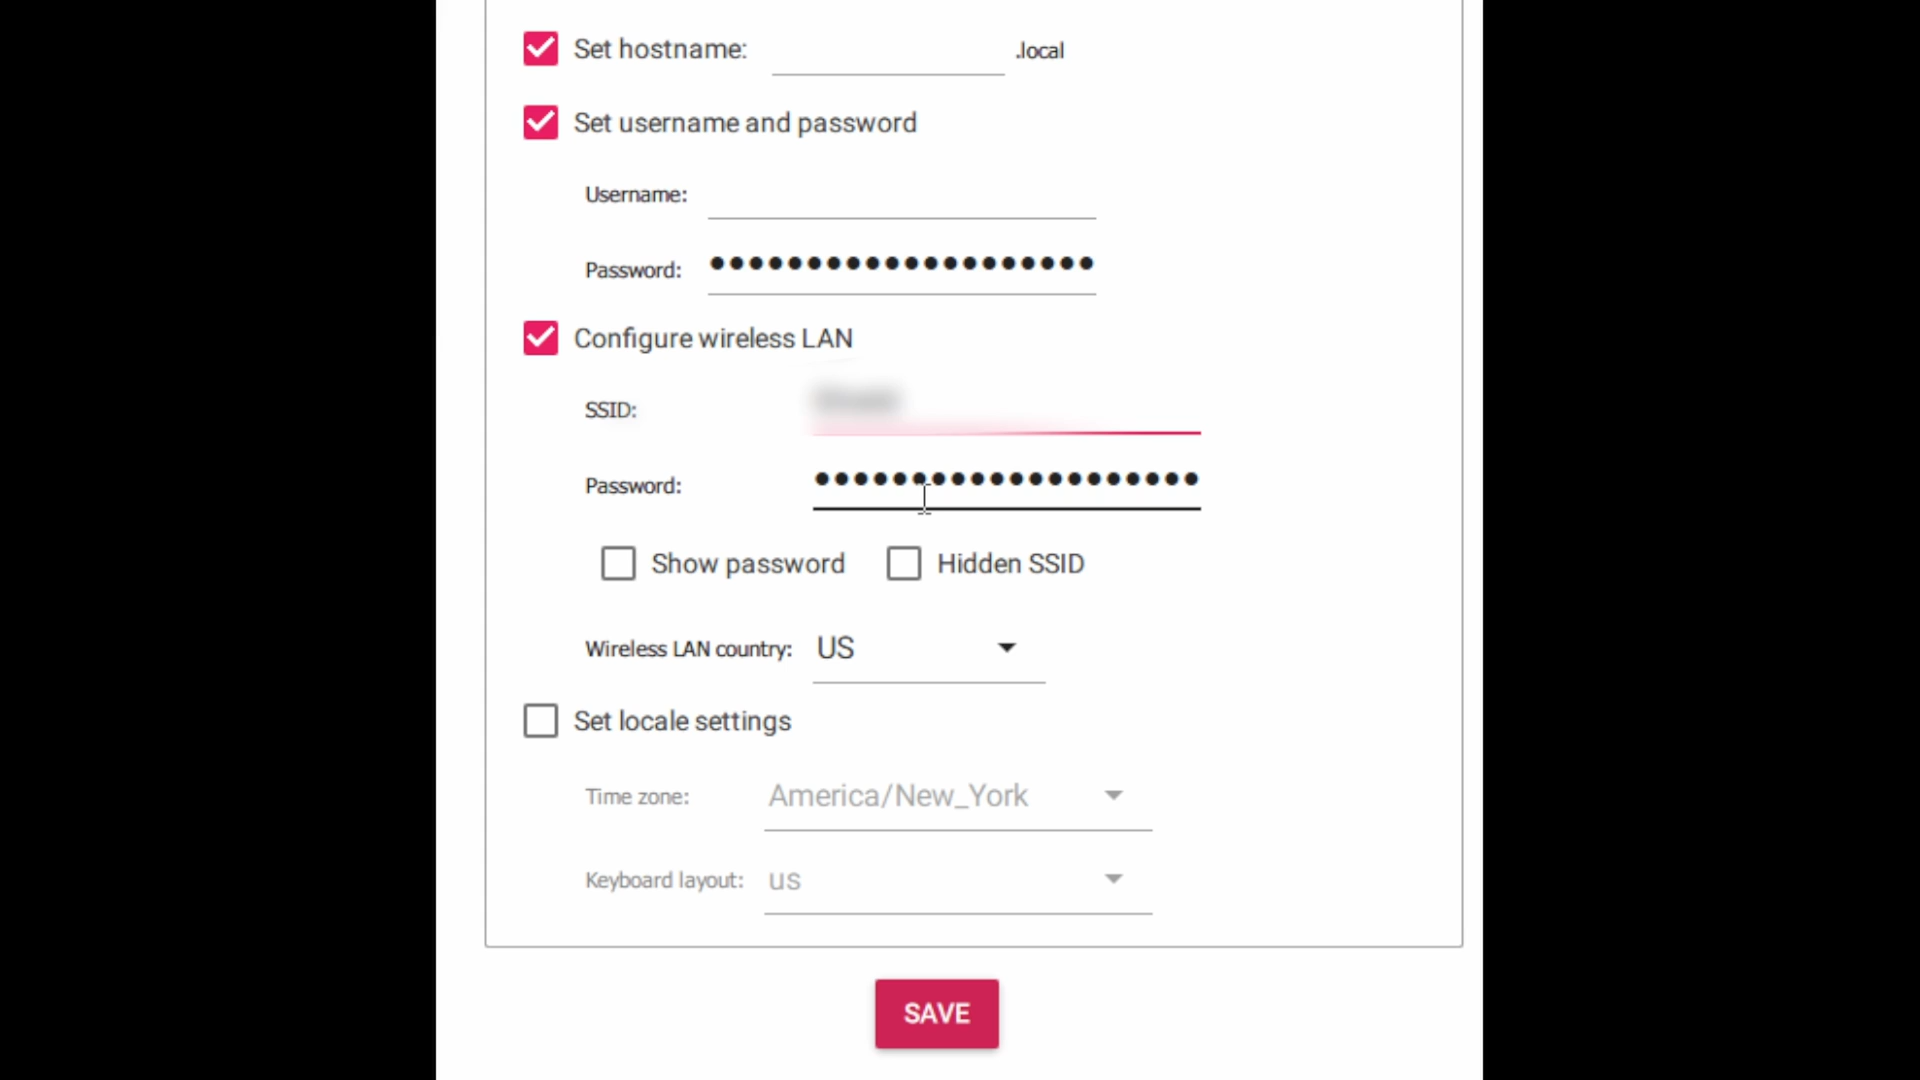 Set hostname: .local
Set username and password
Username:
Password: ••••••••••••••••••••
Configure wireless LAN
SSID:
Password: ••••••••••••••••••••
Show password Hidden SSID
Wireless LAN country: US
Set locale settings
Time zone: America/New_York
Keyboard layout: us
SAVE